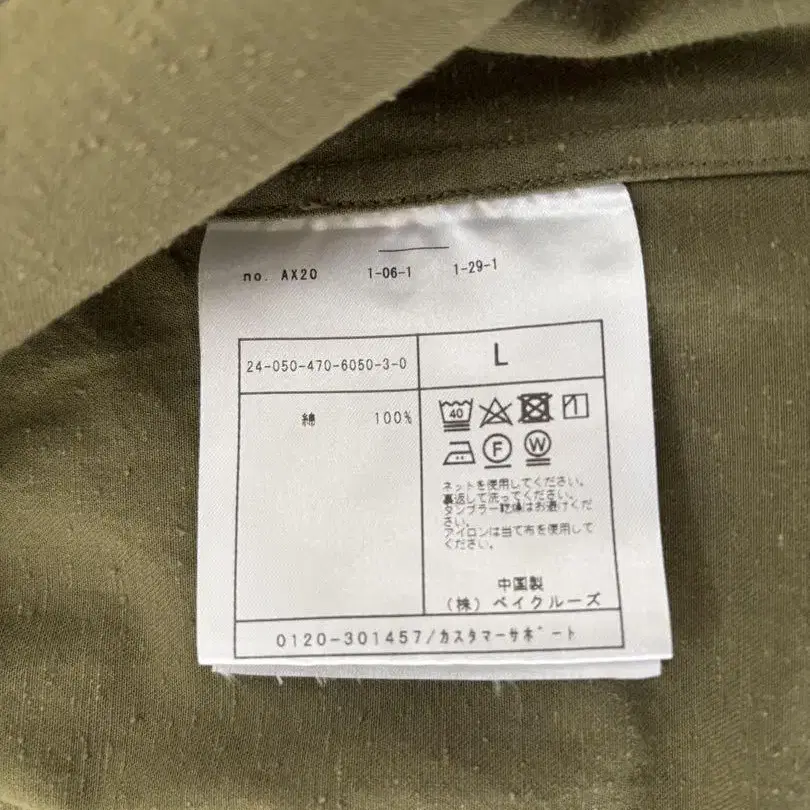 no. AX20 1-06-1 1-29-1
24-050-470-6050-3-0 L
綿 100%
40
F W
ネットを使用してください。
裏返して洗ってください。
タンブラー乾燥はお避けくだ
さい。
アイロンは当て布を使用して
ください。
中国製
(株) ベイクルーズ
0120-301457/カスタマーサポート